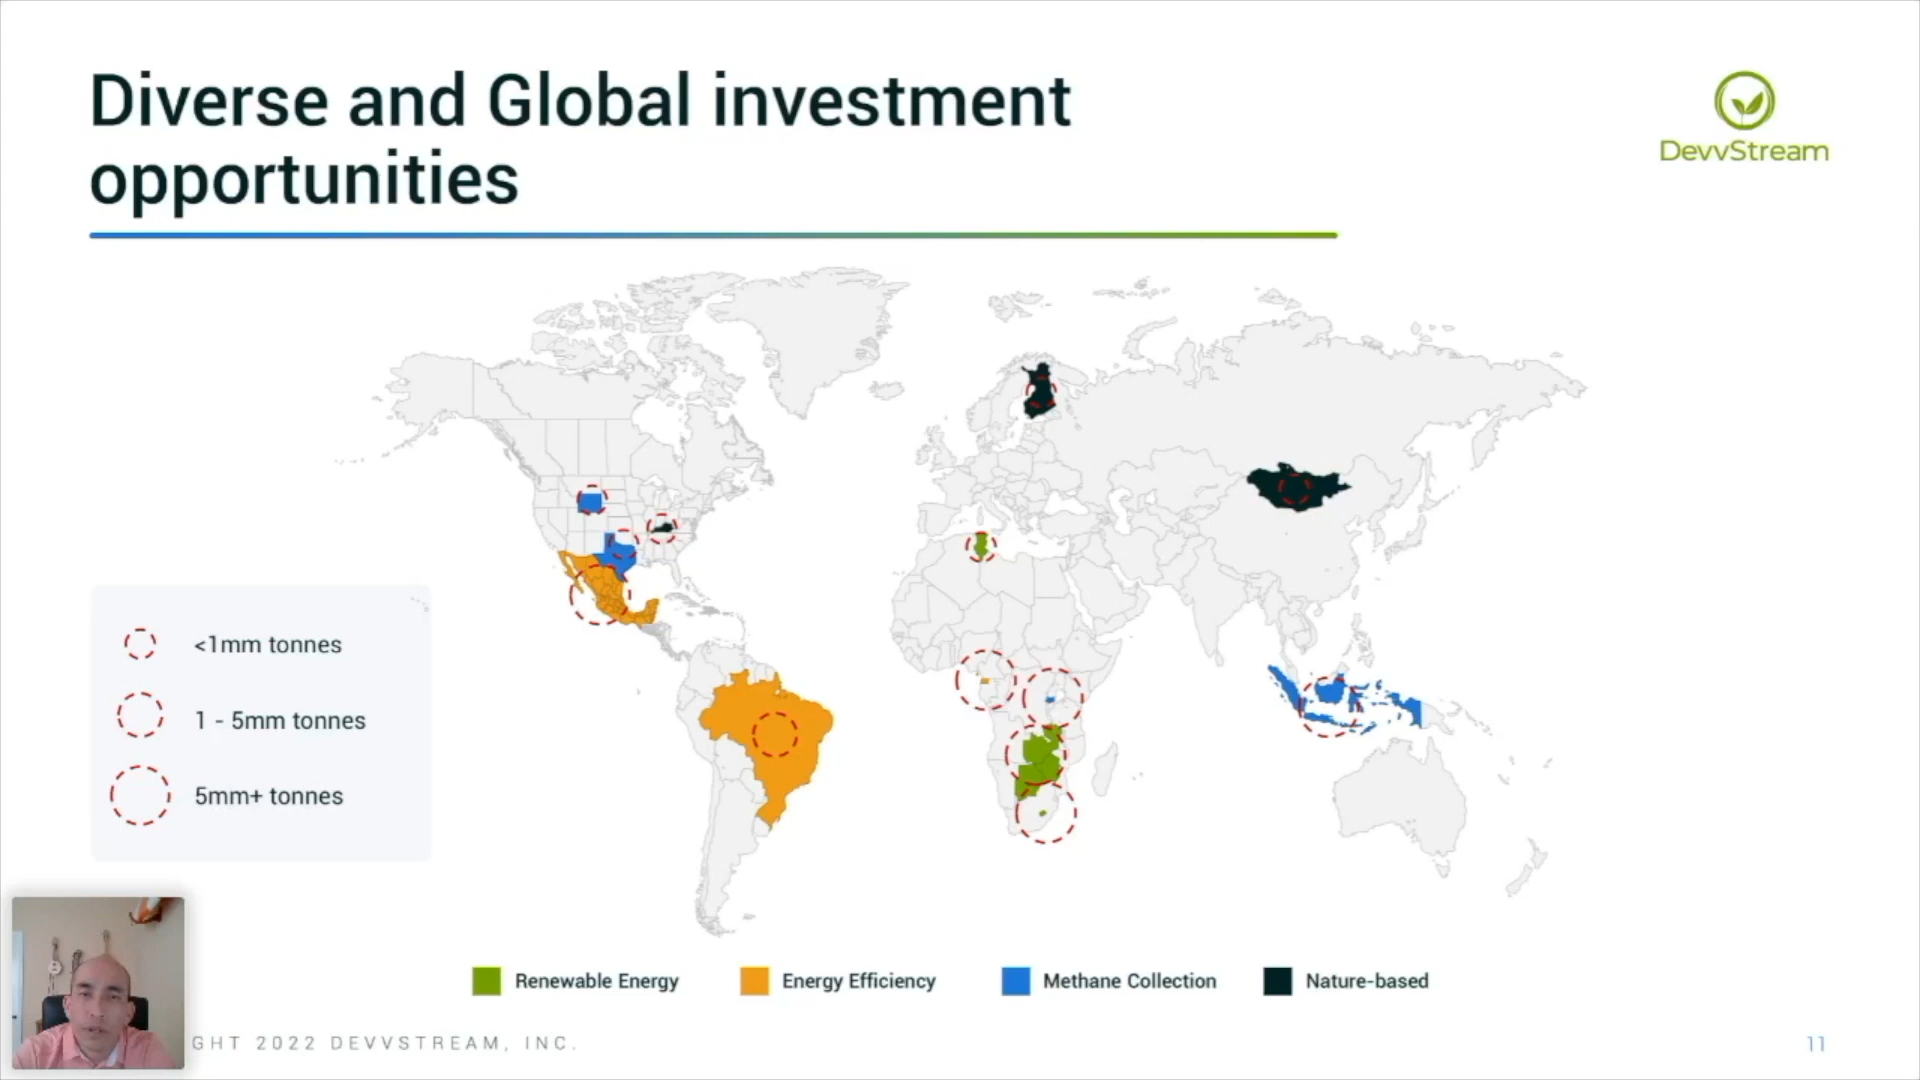 Diverse and Global investment
opportunities
DevvStream
<1mm tonnes
1 - 5mm tonnes
5mm+ tonnes
Renewable Energy
Energy Efficiency
Methane Collection
Nature-based
GHT 2022 DEVVSTREAM, INC.
11